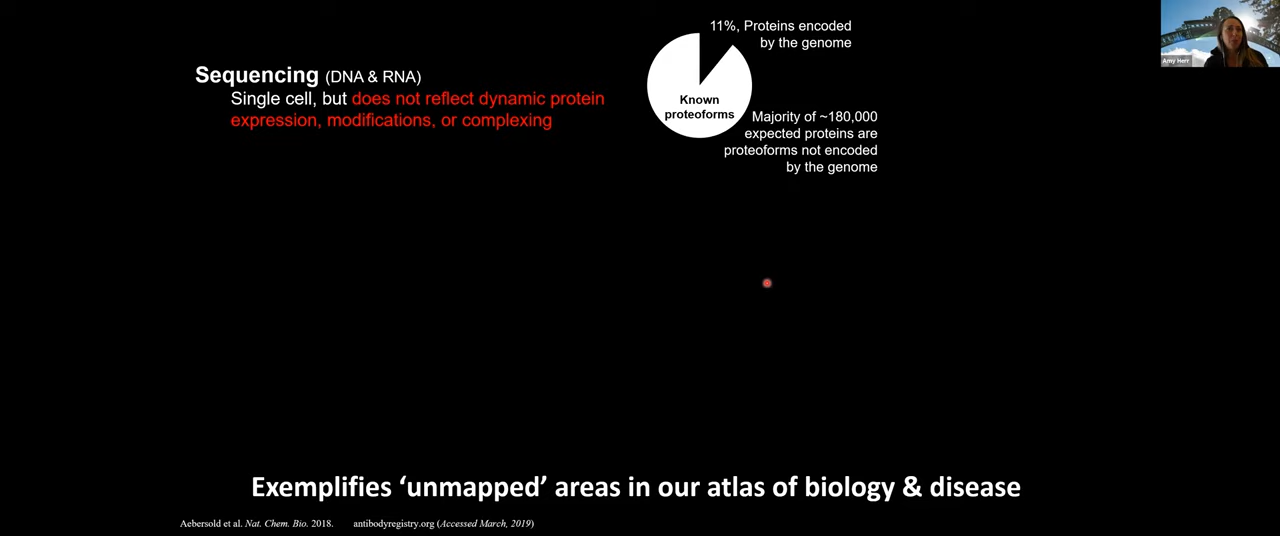 11%, Proteins encoded
by the genome
Amy Herr
Sequencing (DNA & RNA)
Single cell, but does not reflect dynamic protein
expression, modifications, or complexing
Known
proteoforms
Majority of ~180,000
expected proteins are
proteoforms not encoded
by the genome
Exemplifies ‘unmapped’ areas in our atlas of biology & disease
Aebersold et al. Nat. Chem. Bio. 2018. antibodyregistry.org (Accessed March, 2019)